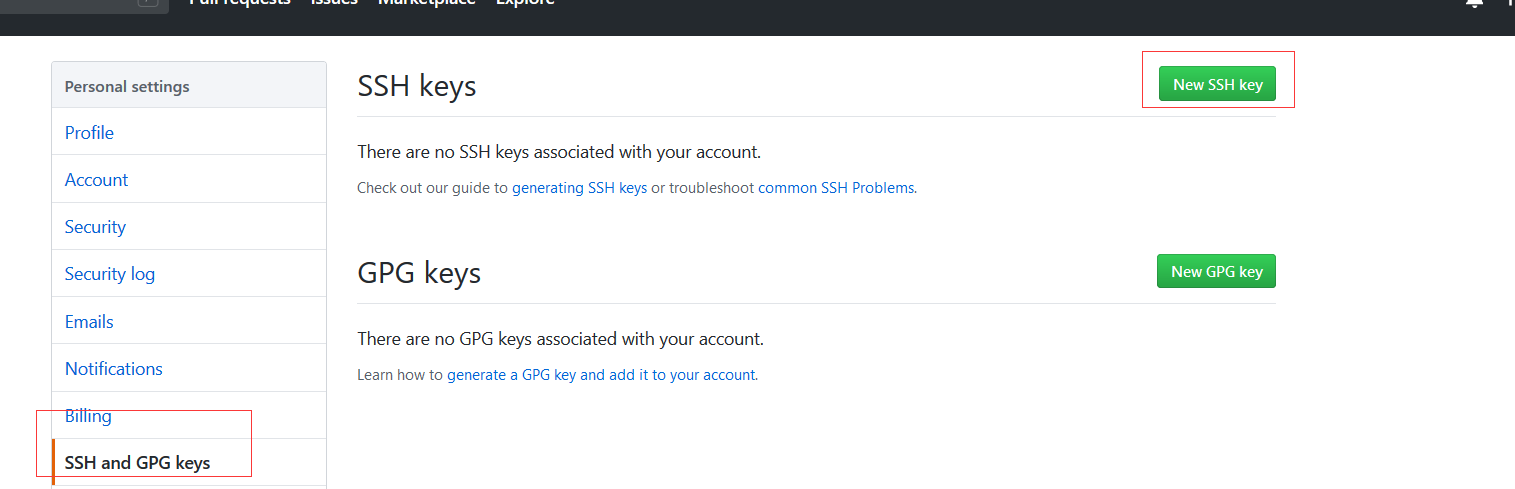 Pull requests Issues Marketplace Explore
Personal settings
Profile
Account
Security
Security log
Emails
Notifications
Billing
SSH and GPG keys
SSH keys
New SSH key
There are no SSH keys associated with your account.
Check out our guide to generating SSH keys or troubleshoot common SSH Problems.
GPG keys
New GPG key
There are no GPG keys associated with your account.
Learn how to generate a GPG key and add it to your account.